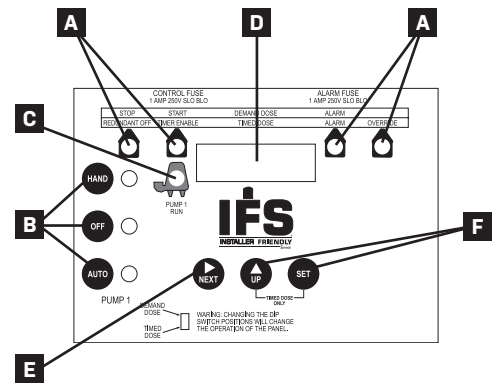 A
D
A
CONTROL FUSE
1 AMP 250V SLO BLO
ALARM FUSE
1 AMP 250V SLO BLO
STOP START DEMAND DOSE ALARM
REDUNDANT OFF TIMER ENABLE TIMED DOSE ALARM OVERRIDE
C
HAND
PUMP 1
RUN
B
OFF
IFS
INSTALLER FRIENDLY
F
AUTO
NEXT
UP
SET
PUMP 1
TIMED DOSE
ONLY
DEMAND
DOSE
TIMED
DOSE
WARING: CHANGING THE DIP
SWITCH POSITIONS WILL CHANGE
THE OPERATION OF THE PANEL.
E